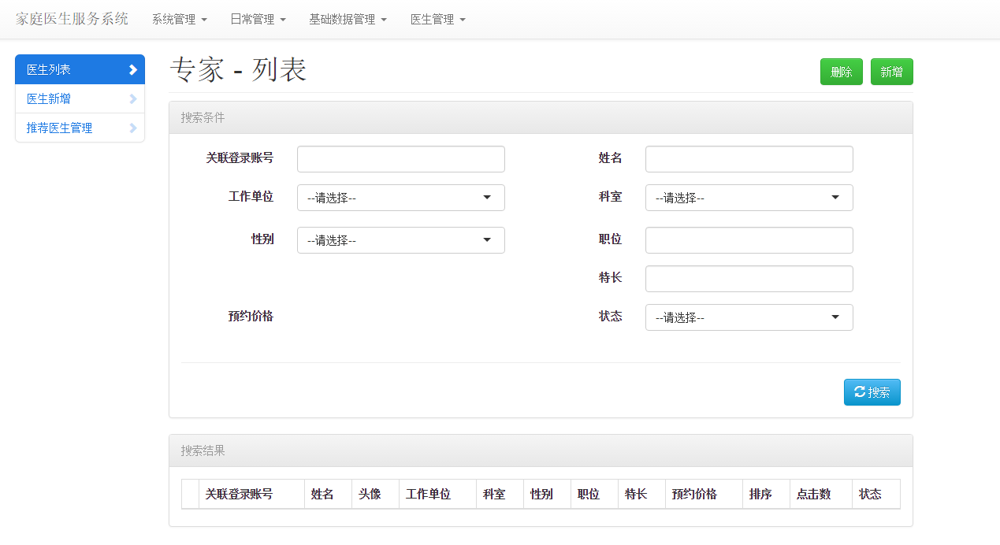 家庭医生服务系统 系统管理 日常管理 基础数据管理 医生管理
医生列表
医生新增
推荐医生管理
专家 - 列表 删除 新增
搜索条件
关联登录账号 姓名
工作单位 --请选择-- 科室 --请选择--
性别 --请选择-- 职位
特长
预约价格 状态 --请选择--
搜索
搜索结果
关联登录账号 姓名 头像 工作单位 科室 性别 职位 特长 预约价格 排序 点击数 状态